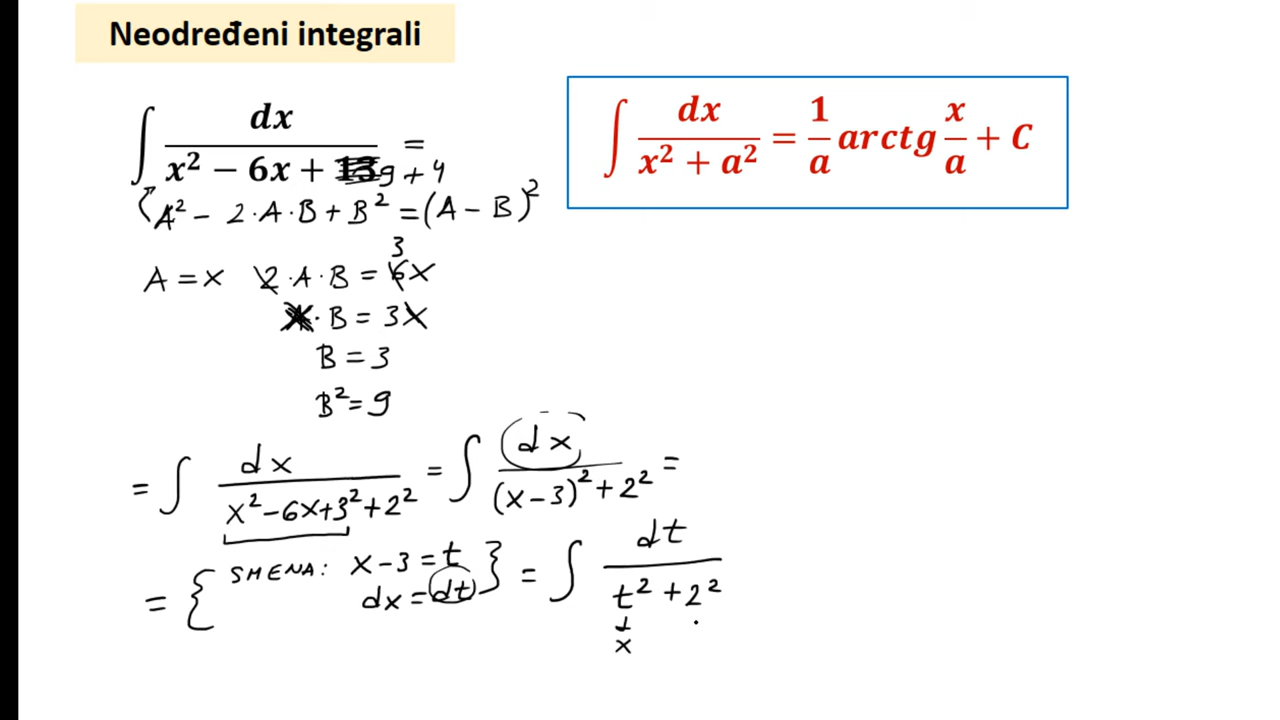 Neodređeni integrali
∫ dx / (x² − 6x + 9 + 4) =
∫ dx / (x² + a²) = 1/a arctg x/a + C
A² − 2·A·B + B² = (A − B)²
A = x 2·A·B = 6x 3
x·B = 3x
B = 3
B² = 9
= ∫ dx / (x² − 6x + 3² + 2²) = ∫ dx / ((x − 3)² + 2²) =
= { SMENA: x − 3 = t
dx = dt } = ∫ dt / (t² + 2²)
x